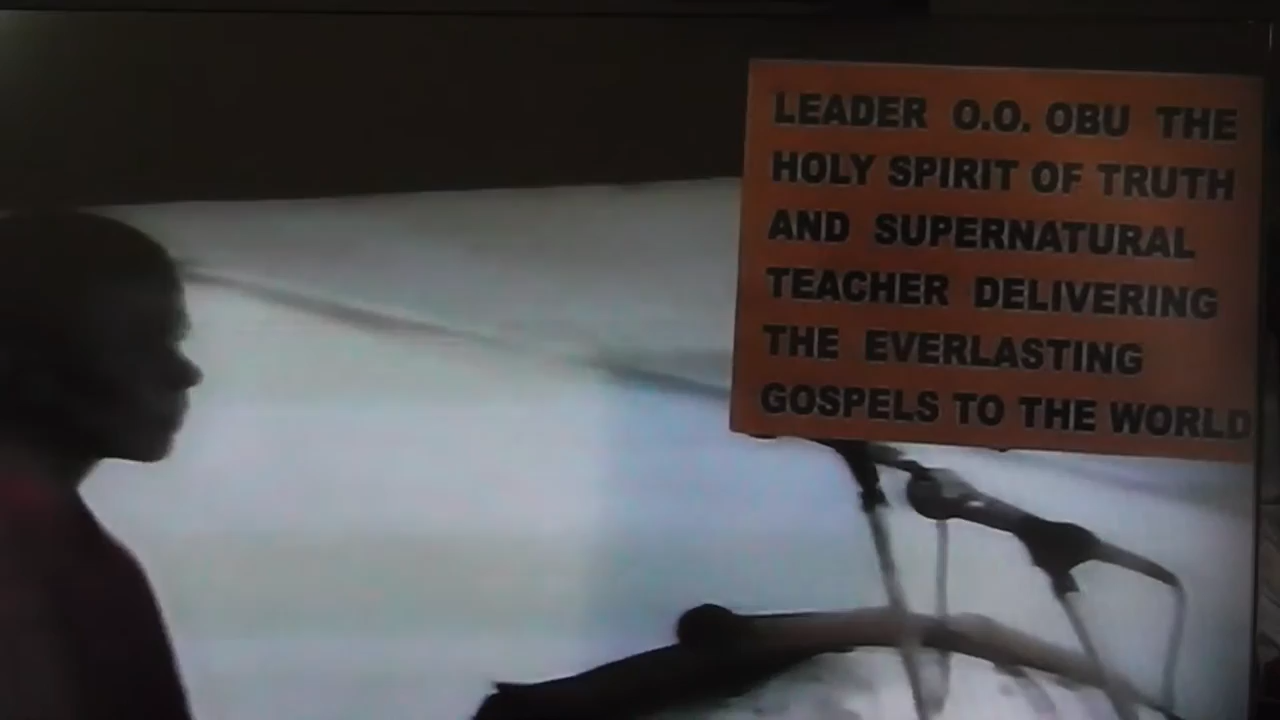 LEADER O.O. OBU THE
HOLY SPIRIT OF TRUTH
AND SUPERNATURAL
TEACHER DELIVERING
THE EVERLASTING
GOSPELS TO THE WORLD